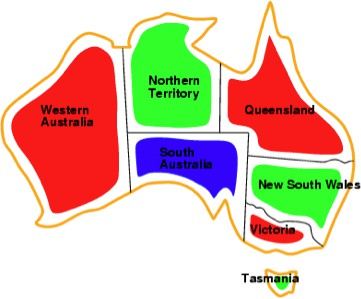 Northern
Territory
Western
Australia
Queensland
South
Australia
New South Wales
Victoria
Tasmania